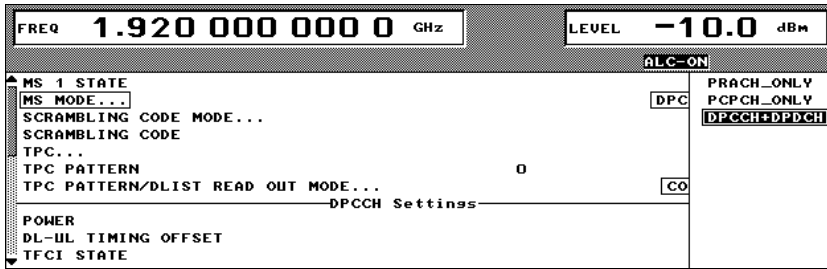 FREQ 1.920 000 000 0 GHz LEVEL -10.0 dBm
ALC-ON
MS 1 STATE
MS MODE... DPC
SCRAMBLING CODE MODE...
SCRAMBLING CODE
TPC...
TPC PATTERN 0
TPC PATTERN/DLIST READ OUT MODE... CO
DPCCH Settings
POWER
DL-UL TIMING OFFSET
TFCI STATE
PRACH_ONLY
PCPCH_ONLY
DPCCH+DPDCH